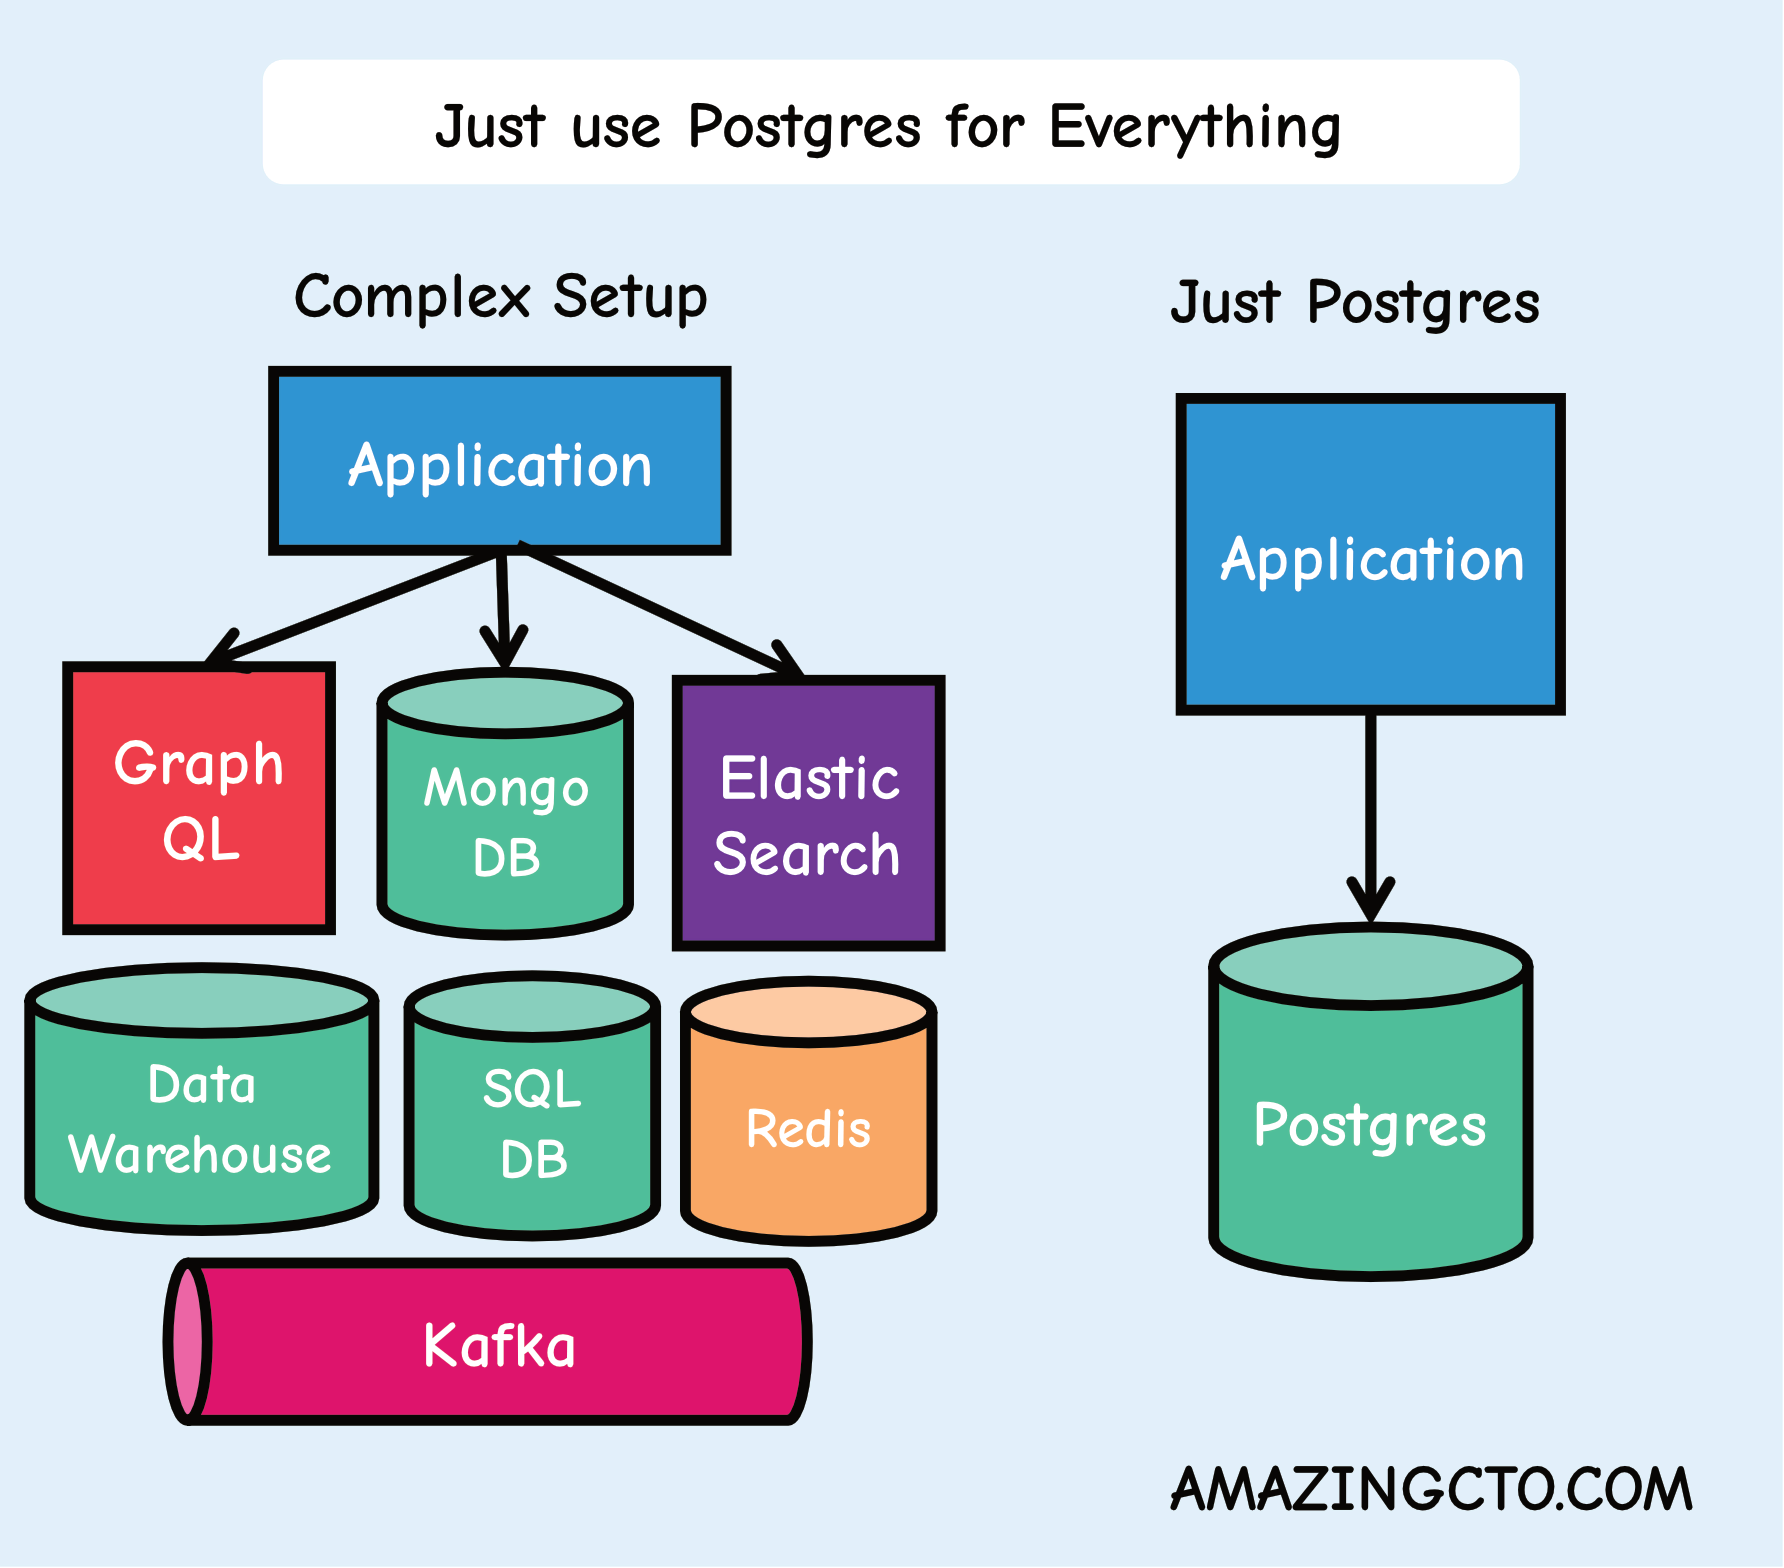 Just use Postgres for Everything
Complex Setup
Application
Graph
QL
Mongo
DB
Elastic
Search
Data
Warehouse
SQL
DB
Redis
Kafka
Just Postgres
Application
Postgres
AMAZINGCTO.COM